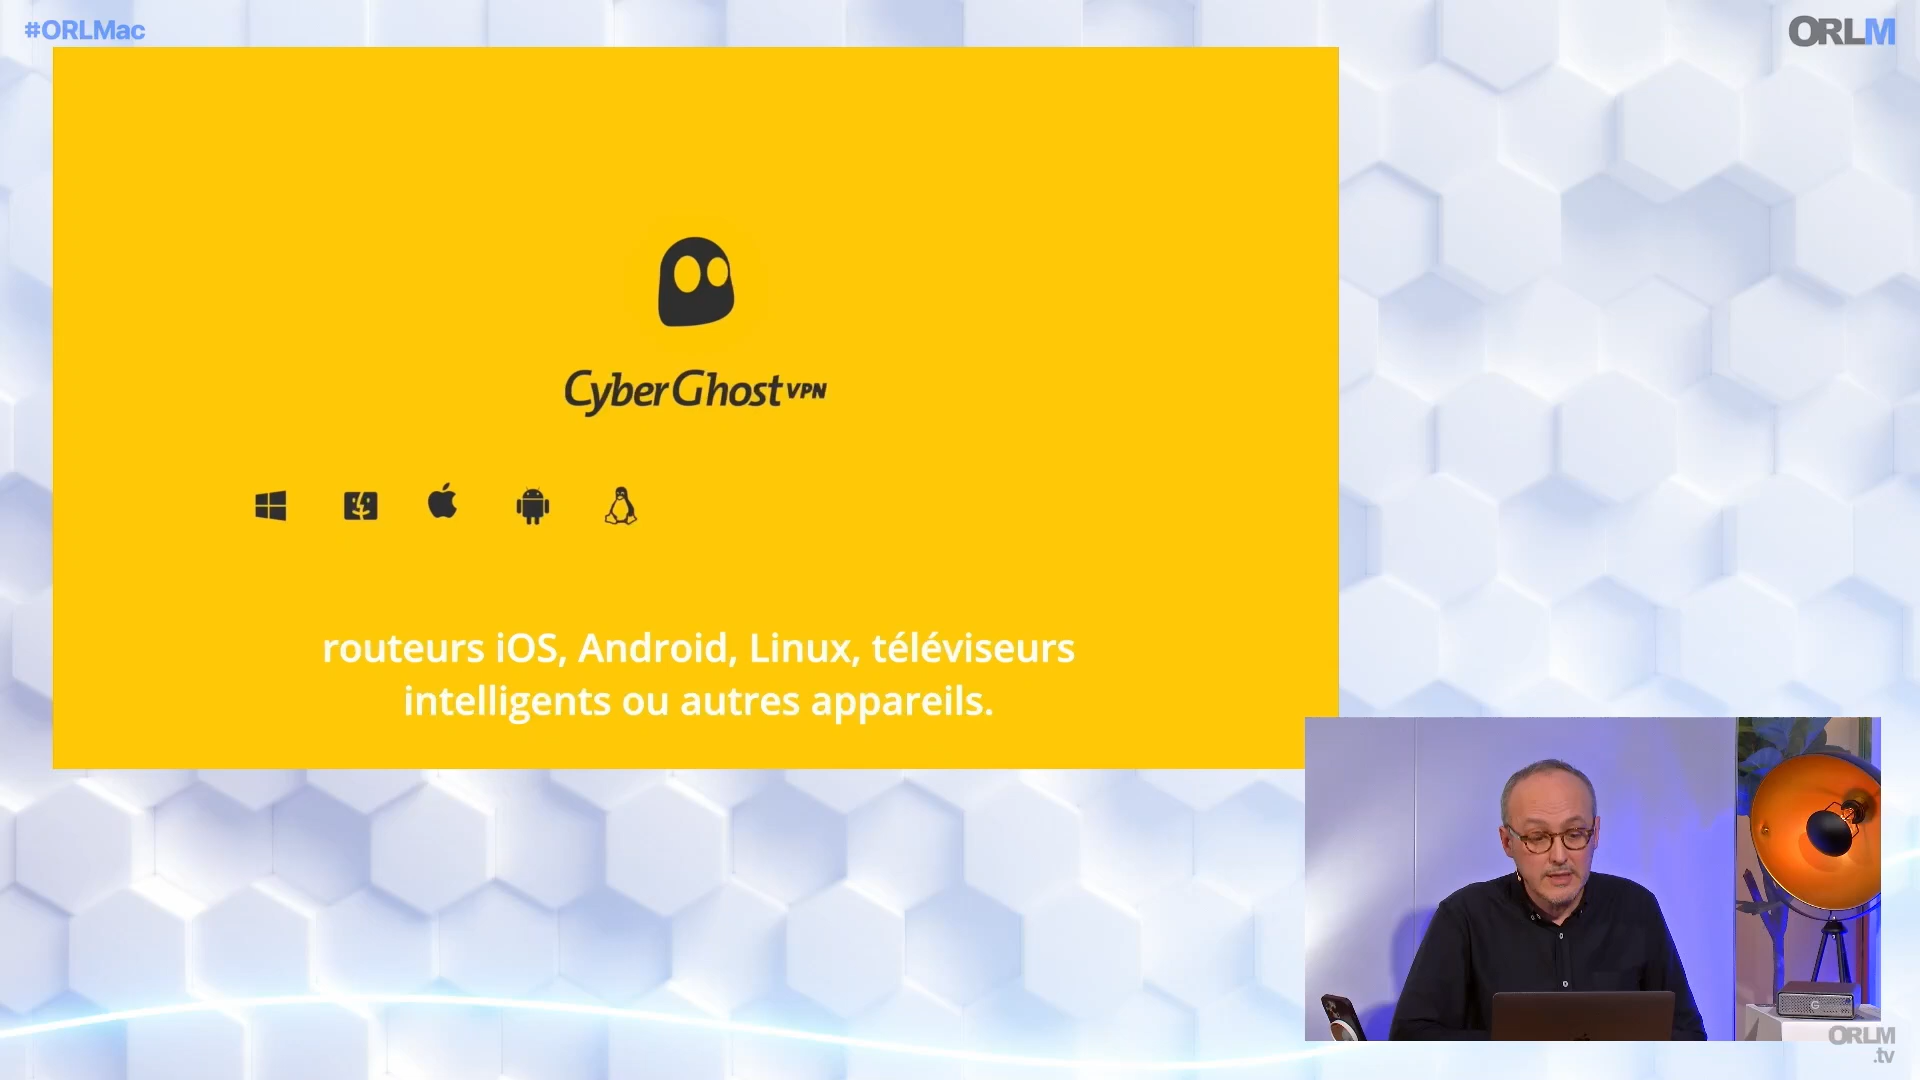 #ORLMac
ORLM
CyberGhost VPN
routeurs iOS, Android, Linux, téléviseurs
intelligents ou autres appareils.
G
ORLM
.tv